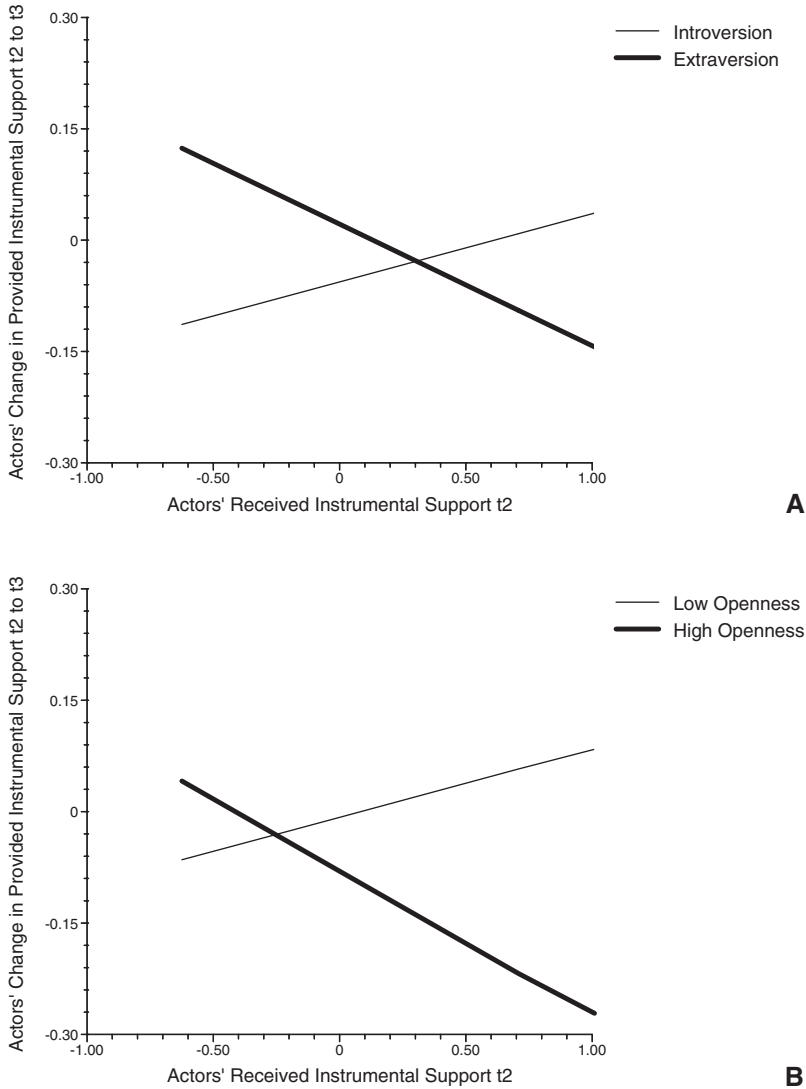 Actors' Change in Provided Instrumental Support t2 to t3
0.30
0.15
0
-0.15
-0.30
-1.00 -0.50 0 0.50 1.00
Actors' Received Instrumental Support t2
Introversion
Extraversion
A
Actors' Change in Provided Instrumental Support t2 to t3
0.30
0.15
0
-0.15
-0.30
-1.00 -0.50 0 0.50 1.00
Actors' Received Instrumental Support t2
Low Openness
High Openness
B